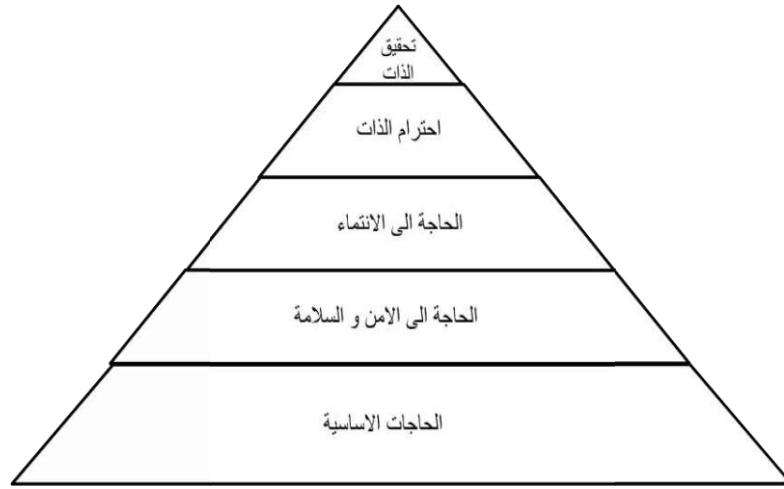 تحقيق
الذات
احترام الذات
الحاجة الى الانتماء
الحاجة الى الامن و السلامة
الحاجات الاساسية